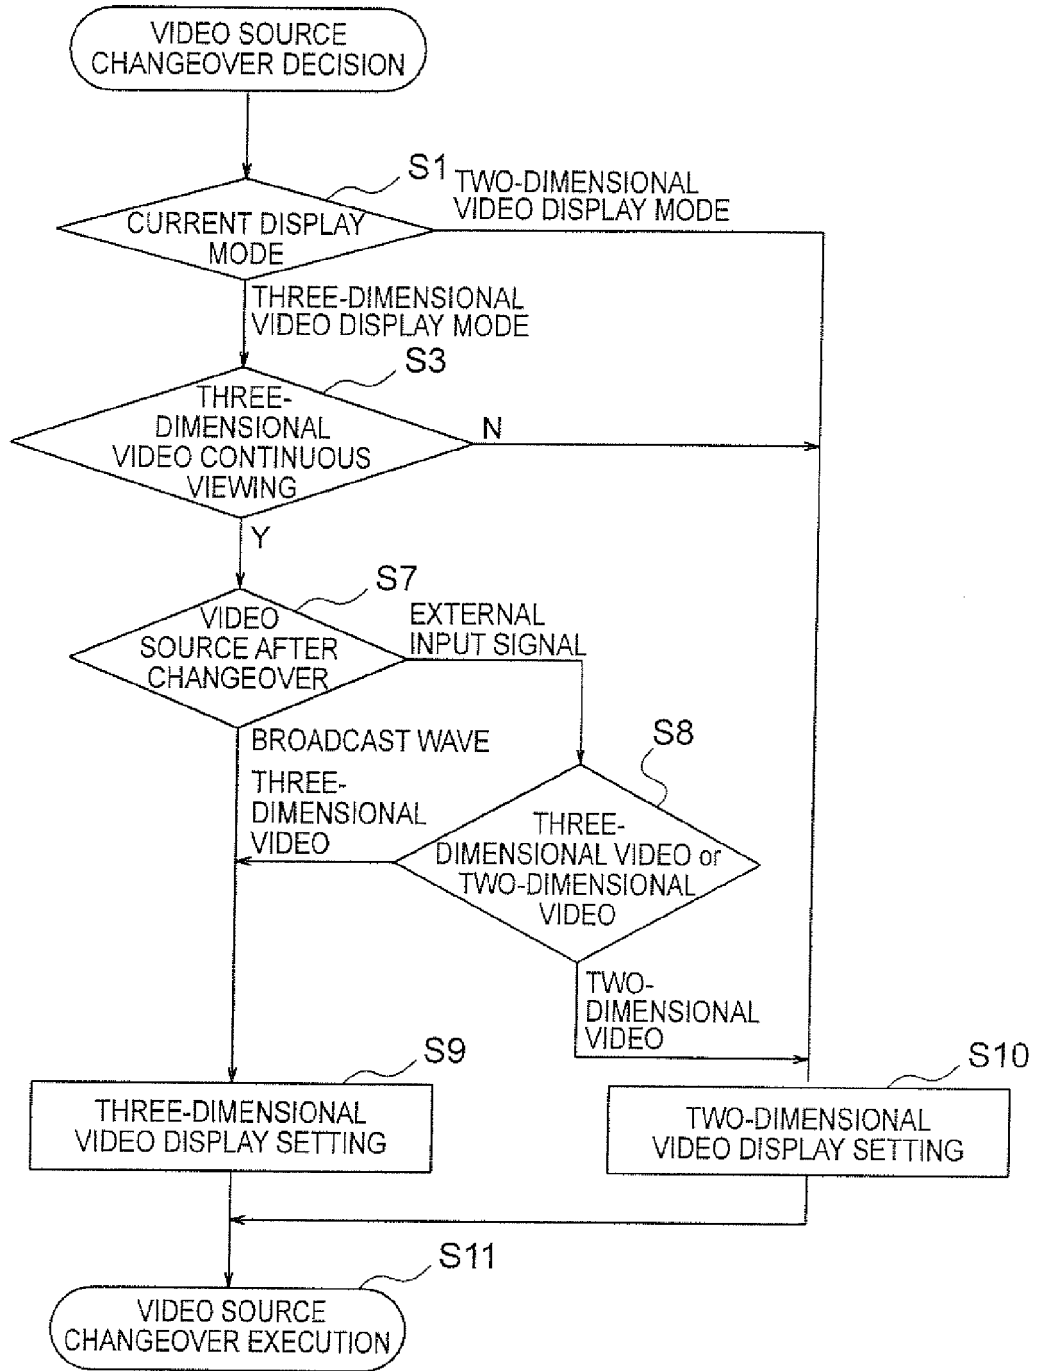 VIDEO SOURCE
CHANGEOVER DECISION
S1
TWO-DIMENSIONAL
VIDEO DISPLAY MODE
CURRENT DISPLAY
MODE
THREE-DIMENSIONAL
VIDEO DISPLAY MODE
S3
THREE-
DIMENSIONAL
VIDEO CONTINUOUS
VIEWING
N
Y
S7
VIDEO
SOURCE AFTER
CHANGEOVER
EXTERNAL
INPUT SIGNAL
BROADCAST WAVE
S8
THREE-
DIMENSIONAL
VIDEO
THREE-
DIMENSIONAL VIDEO or
TWO-DIMENSIONAL
VIDEO
TWO-
DIMENSIONAL
VIDEO
S9
THREE-DIMENSIONAL
VIDEO DISPLAY SETTING
S10
TWO-DIMENSIONAL
VIDEO DISPLAY SETTING
S11
VIDEO SOURCE
CHANGEOVER EXECUTION